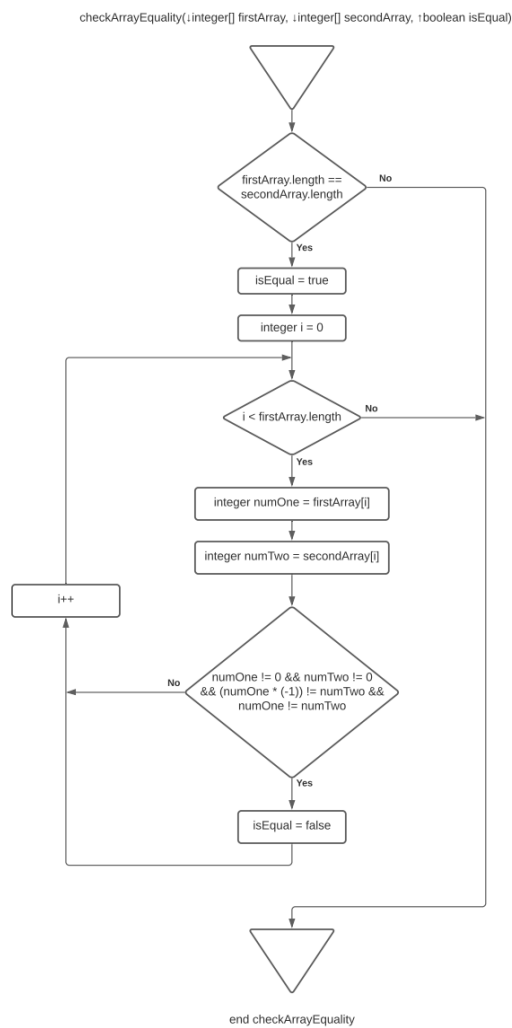 checkArrayEquality(↓integer[] firstArray, ↓integer[] secondArray, ↑boolean isEqual)
firstArray.length ==
secondArray.length
No
Yes
isEqual = true
integer i = 0
i < firstArray.length
No
Yes
integer numOne = firstArray[i]
integer numTwo = secondArray[i]
i++
numOne != 0 && numTwo != 0
&& (numOne * (-1)) != numTwo &&
numOne != numTwo
No
Yes
isEqual = false
end checkArrayEquality